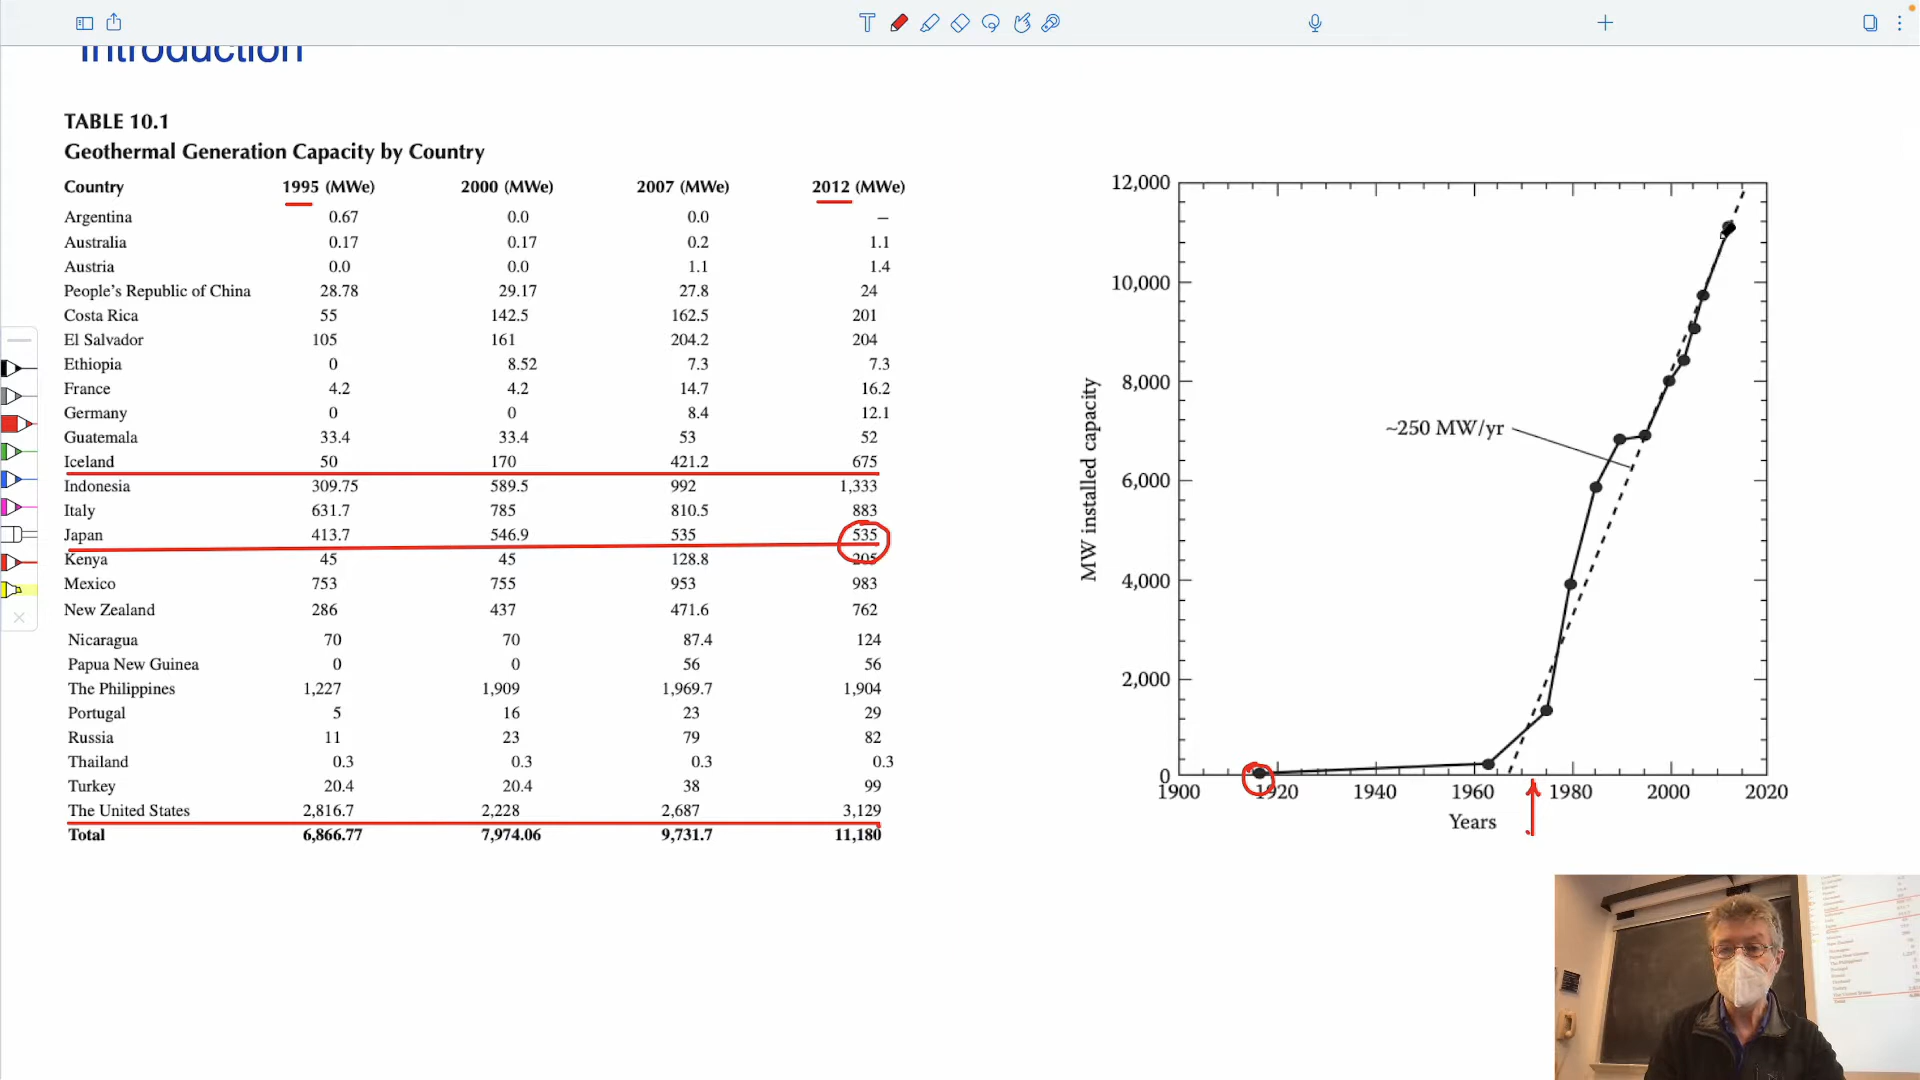 Introduction
TABLE 10.1
Geothermal Generation Capacity by Country
Country 1995 (MWe) 2000 (MWe) 2007 (MWe) 2012 (MWe)
Argentina 0.67 0.0 0.0 –
Australia 0.17 0.17 0.2 1.1
Austria 0.0 0.0 1.1 1.4
People's Republic of China 28.78 29.17 27.8 24
Costa Rica 55 142.5 162.5 201
El Salvador 105 161 204.2 204
Ethiopia 0 8.52 7.3 7.3
France 4.2 4.2 14.7 16.2
Germany 0 0 8.4 12.1
Guatemala 33.4 33.4 53 52
Iceland 50 170 421.2 675
Indonesia 309.75 589.5 992 1,333
Italy 631.7 785 810.5 883
Japan 413.7 546.9 535 535
Kenya 45 45 128.8 205
Mexico 753 755 953 983
New Zealand 286 437 471.6 762
Nicaragua 70 70 87.4 124
Papua New Guinea 0 0 56 56
The Philippines 1,227 1,909 1,969.7 1,904
Portugal 5 16 23 29
Russia 11 23 79 82
Thailand 0.3 0.3 0.3 0.3
Turkey 20.4 20.4 38 99
The United States 2,816.7 2,228 2,687 3,129
Total 6,866.77 7,974.06 9,731.7 11,180
MW installed capacity
12,000
10,000
8,000
6,000
4,000
2,000
0
~250 MW/yr
1900 1920 1940 1960 1980 2000 2020
Years